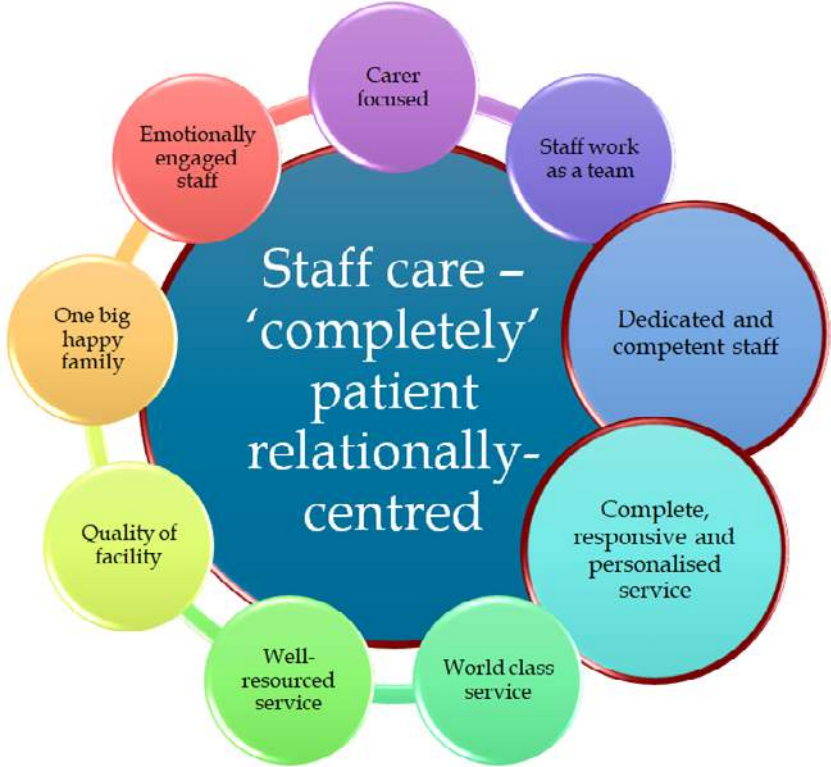 Carer
focused
Staff work
as a team
Dedicated and
competent staff
Complete,
responsive and
personalised
service
World class
service
Well-
resourced
service
Quality of
facility
One big
happy
family
Emotionally
engaged
staff
Staff care –
‘completely’
patient
relationally-
centred